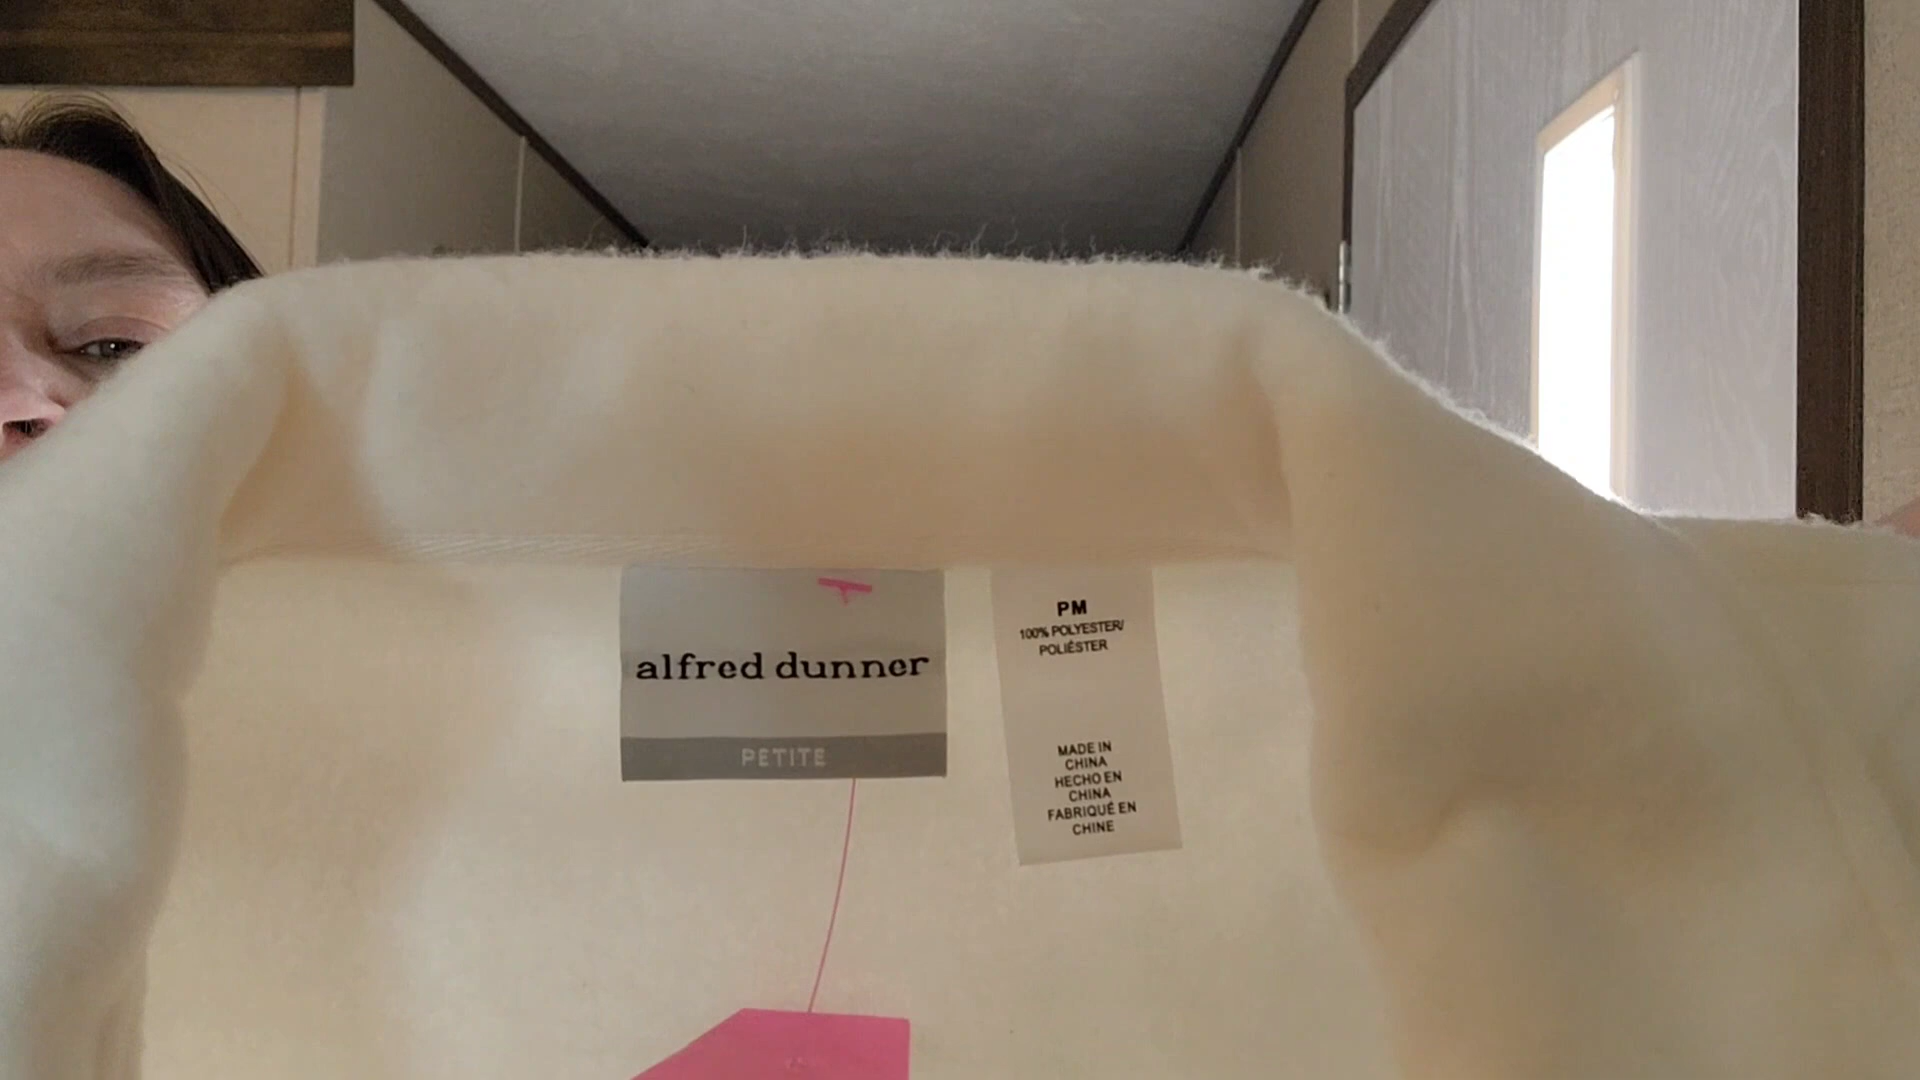 alfred dunner
PETITE
PM
100% POLYESTER/
POLIÉSTER
MADE IN
CHINA
HECHO EN
CHINA
FABRIQUÉ EN
CHINE